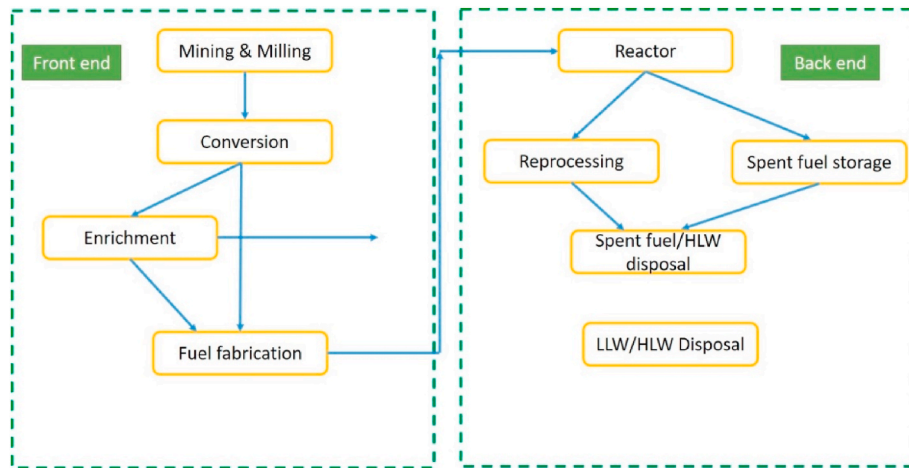 Front end
Mining & Milling
Conversion
Enrichment
Fuel fabrication
Reactor
Back end
Reprocessing
Spent fuel storage
Spent fuel/HLW
disposal
LLW/HLW Disposal